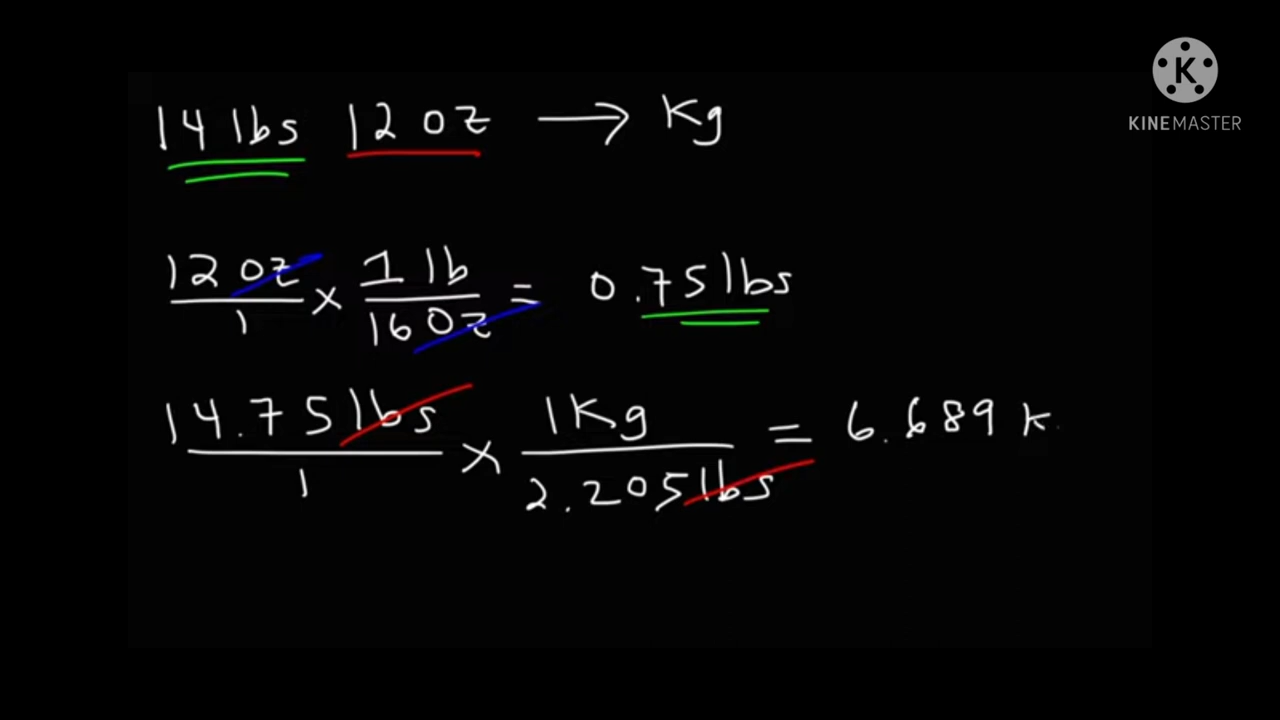 14 lbs 12 oz → Kg
K
KINEMASTER
12 oz/1 × 1 lb/16 oz = 0.75 lbs
14.75 lbs/1 × 1 Kg/2.205 lbs = 6.689 k